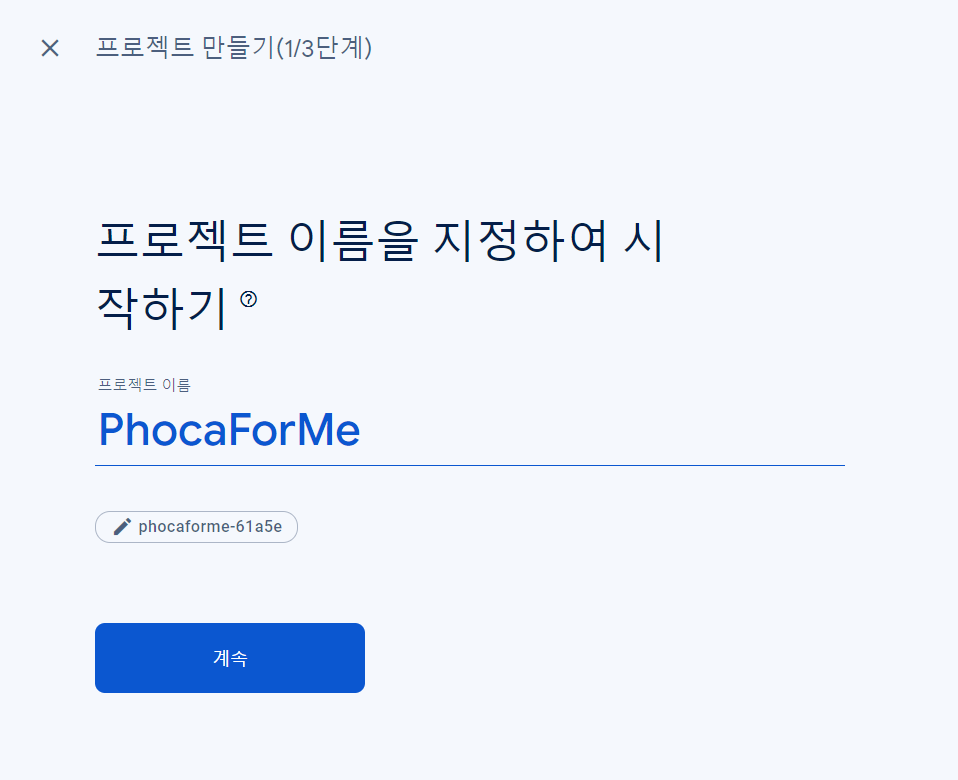 프로젝트 만들기(1/3단계)
프로젝트 이름을 지정하여 시
작하기
프로젝트 이름
PhocaForMe
phocaforme-61a5e
계속